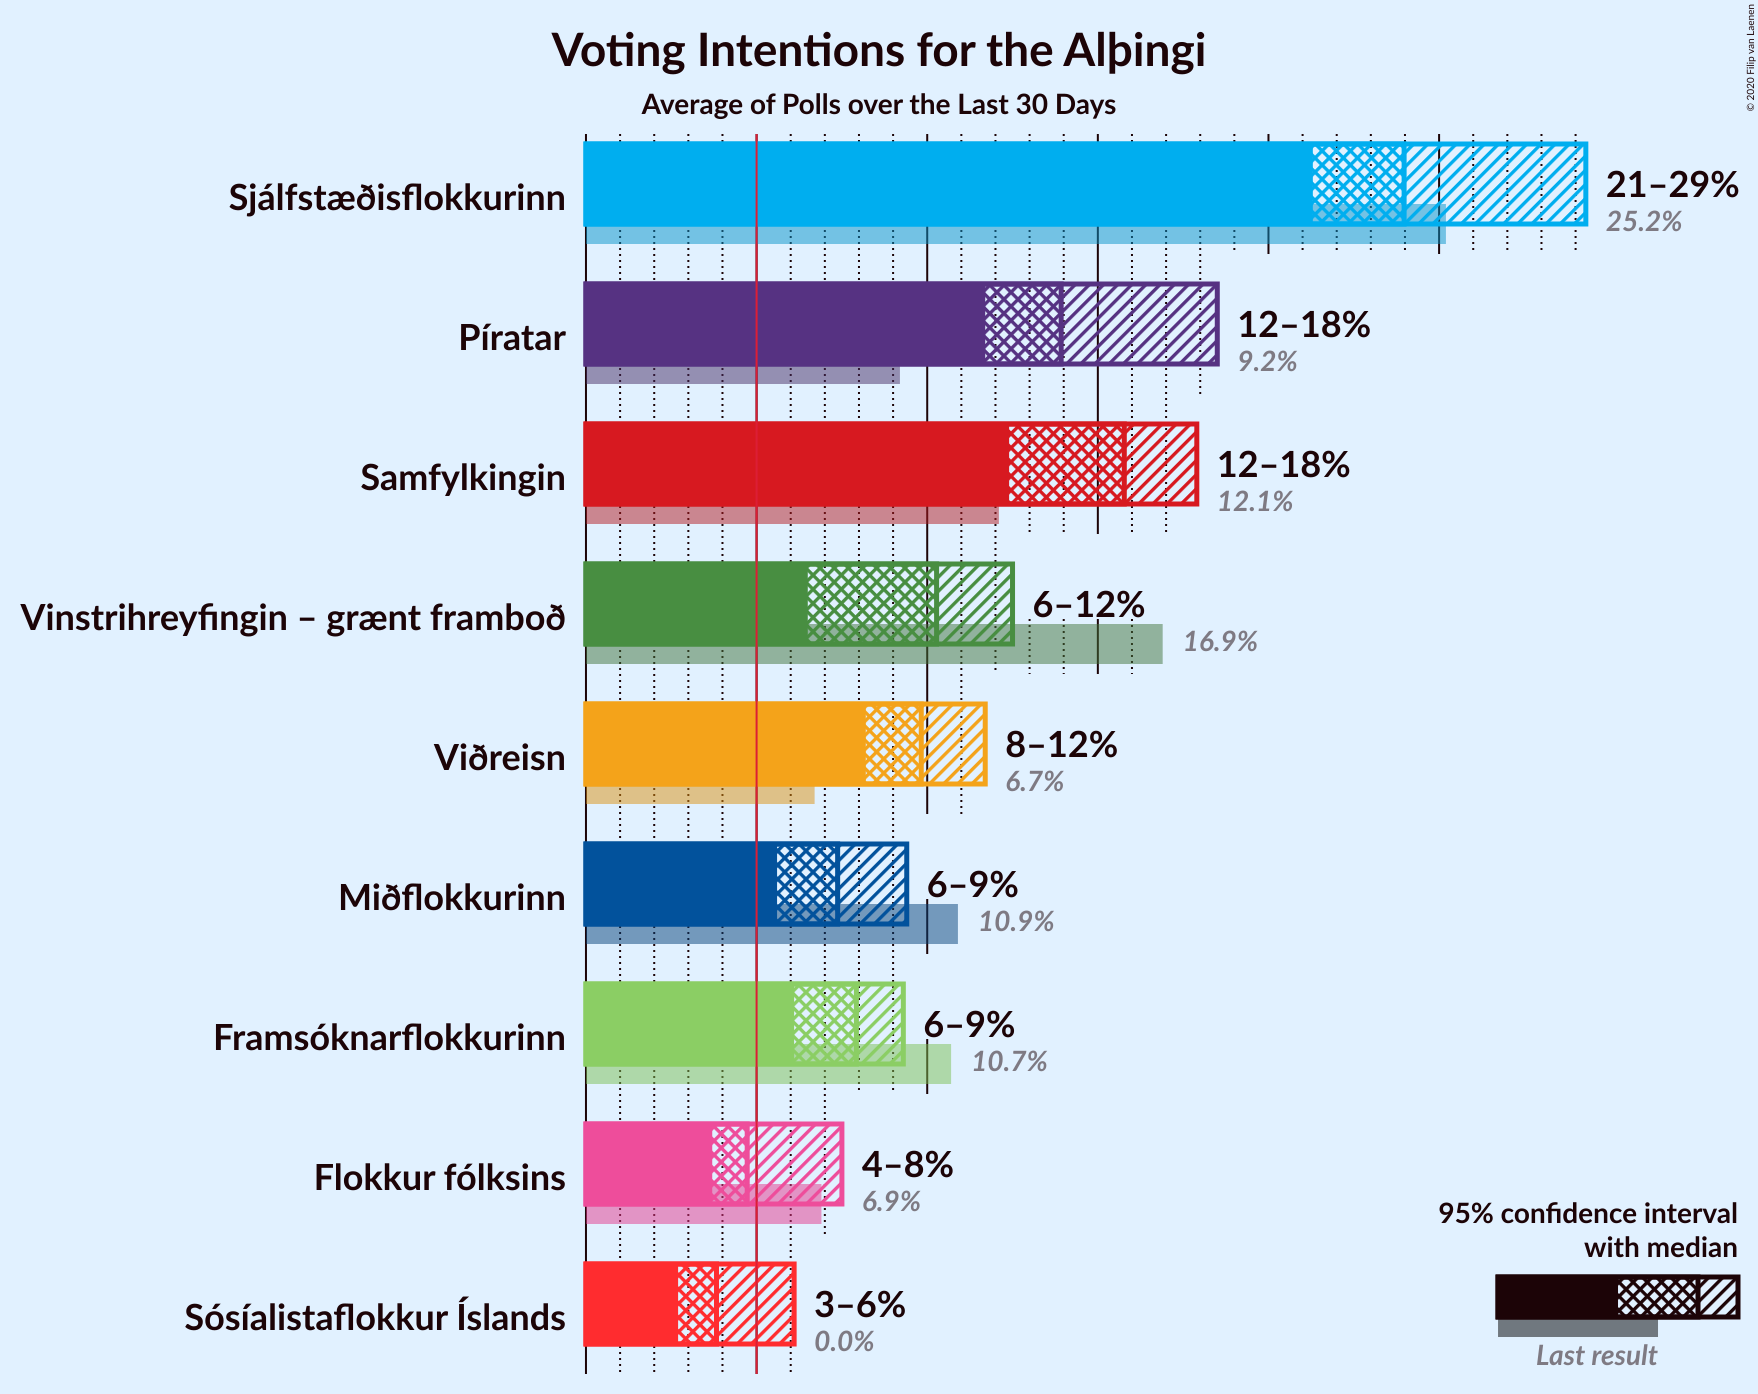 Voting Intentions for the Alþingi
Average of Polls over the Last 30 Days
© 2020 Filip van Laenen
Sjálfstæðisflokkurinn
21–29%
25.2%
Píratar
12–18%
9.2%
Samfylkingin
12–18%
12.1%
Vinstrihreyfingin – grænt framboð
6–12%
16.9%
Viðreisn
8–12%
6.7%
Miðflokkurinn
6–9%
10.9%
Framsóknarflokkurinn
6–9%
10.7%
Flokkur fólksins
4–8%
6.9%
Sósíalistaflokkur Íslands
3–6%
0.0%
95% confidence interval
with median
Last result